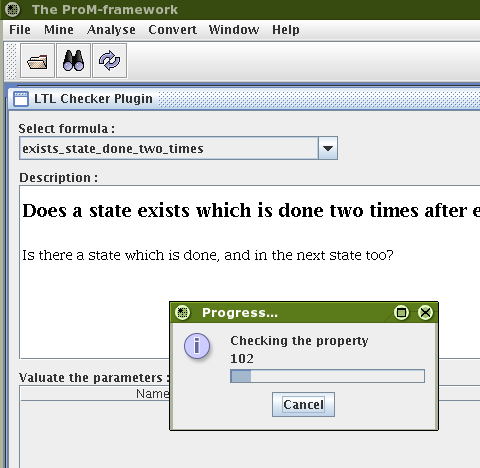 The ProM-framework
File Mine Analyse Convert Window Help
LTL Checker Plugin
Select formula :
exists_state_done_two_times
Description :
Does a state exists which is done two times after
Is there a state which is done, and in the next state too?
Progress...
Checking the property
102
Cancel
Valuate the parameters :
Name